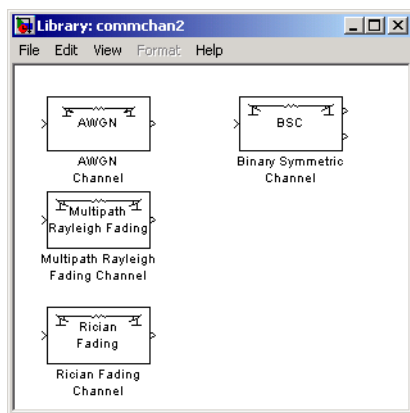 Library: commchan2
File Edit View Format Help
AWGN
AWGN
Channel
BSC
Binary Symmetric
Channel
Multipath
Rayleigh Fading
Multipath Rayleigh
Fading Channel
Rician
Fading
Rician Fading
Channel